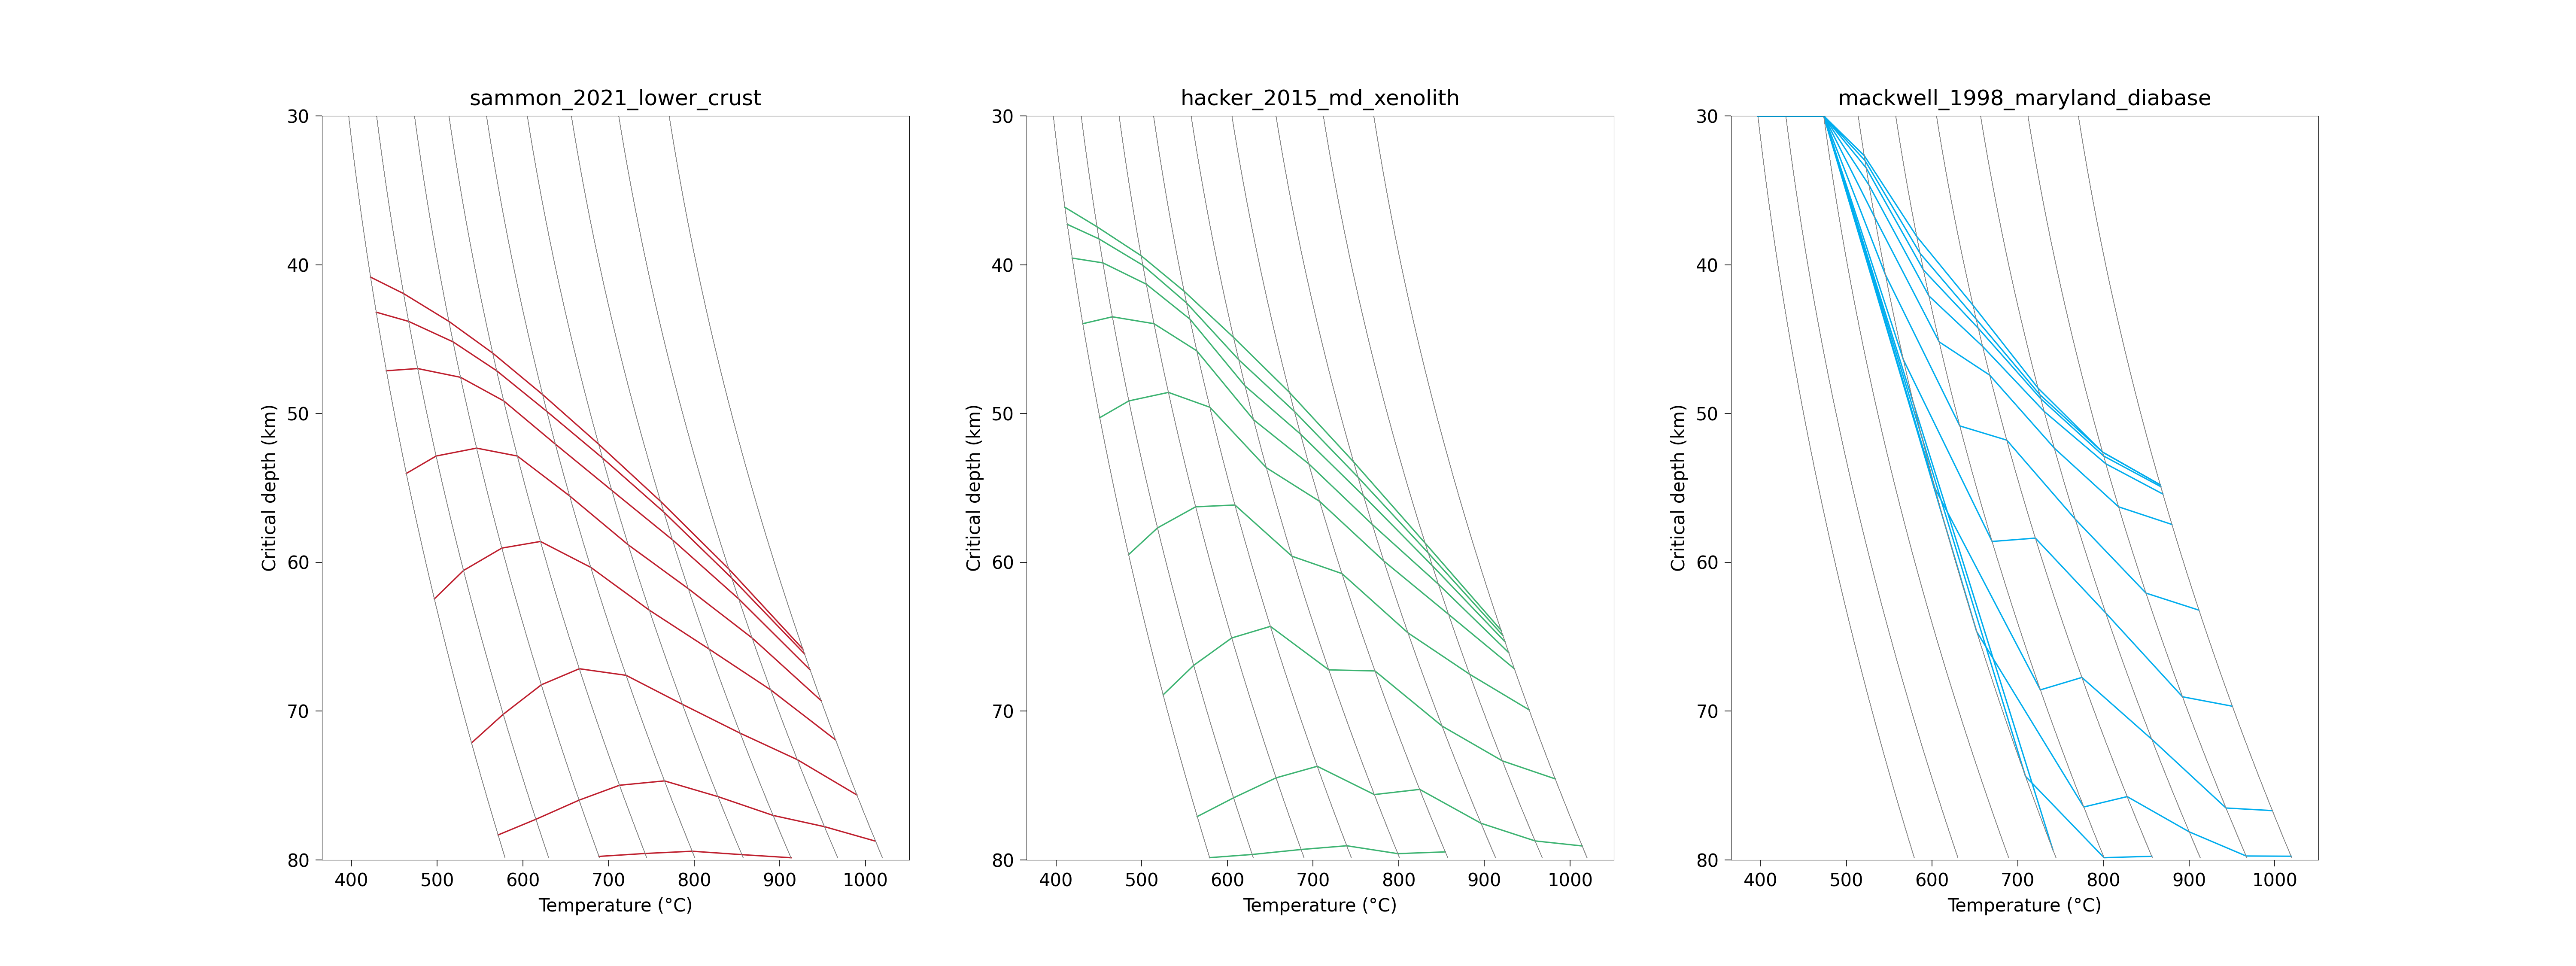 sammon_2021_lower_crust
30
40
50
60
70
80
Critical depth (km)
400 500 600 700 800 900 1000
Temperature (°C)
hacker_2015_md_xenolith
30
40
50
60
70
80
Critical depth (km)
400 500 600 700 800 900 1000
Temperature (°C)
mackwell_1998_maryland_diabase
30
40
50
60
70
80
Critical depth (km)
400 500 600 700 800 900 1000
Temperature (°C)